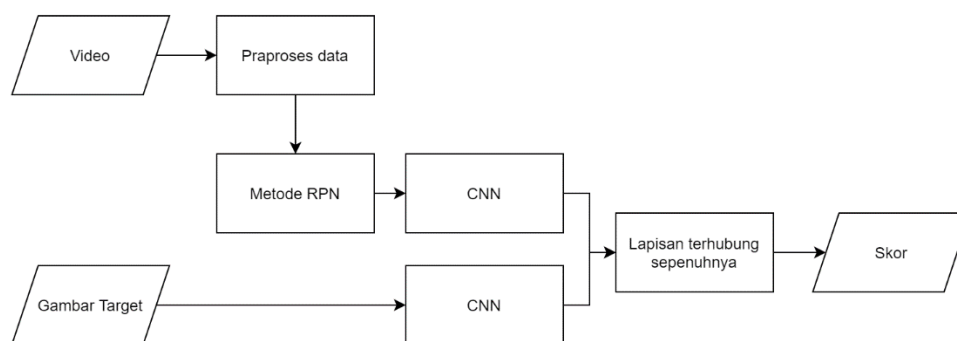 Video
Praproses data
Metode RPN
CNN
Lapisan terhubung
sepenuhnya
Skor
Gambar Target
CNN